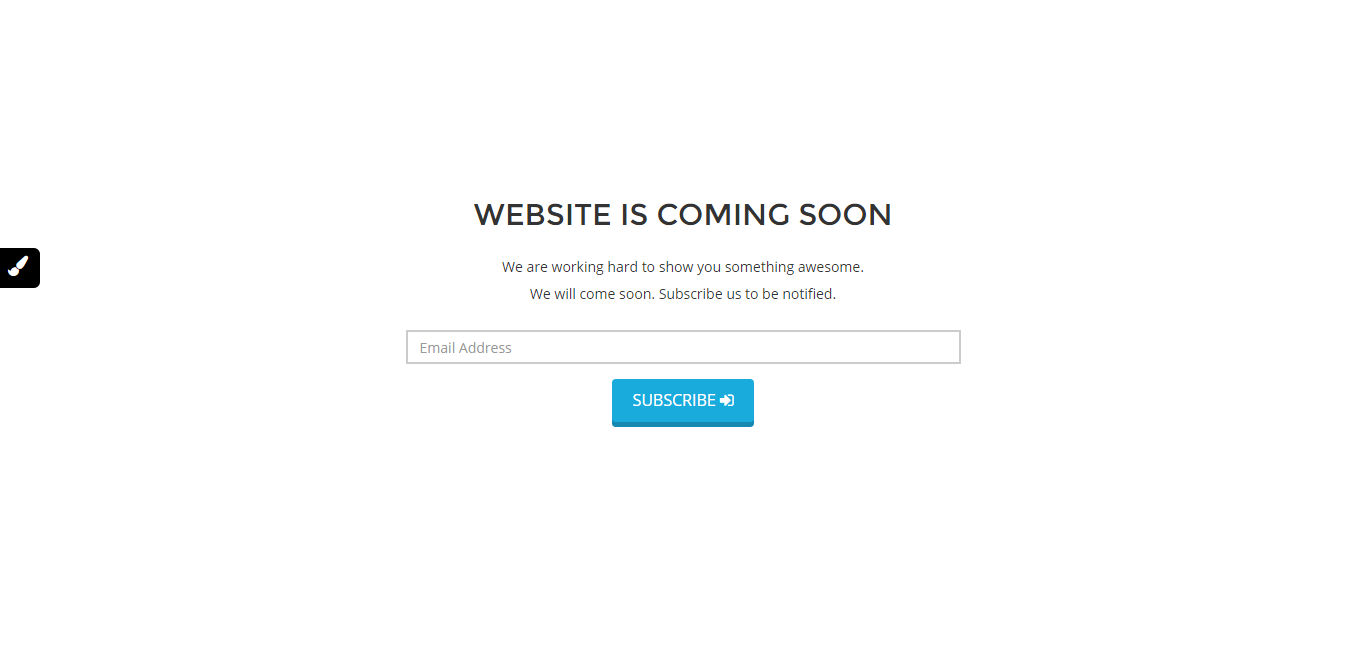 WEBSITE IS COMING SOON
We are working hard to show you something awesome.
We will come soon. Subscribe us to be notified.
Email Address
SUBSCRIBE